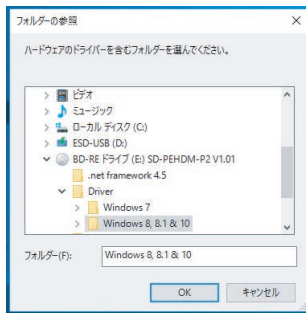 フォルダーの参照
ハードウェアのドライバーを含むフォルダーを選んでください。
ビデオ
ミュージック
ローカル ディスク (C:)
ESD-USB (D:)
BD-RE ドライブ (E:) SD-PEHDM-P2 V1.01
.net framework 4.5
Driver
Windows 7
Windows 8, 8.1 & 10
フォルダー(F):
Windows 8, 8.1 & 10
OK
キャンセル